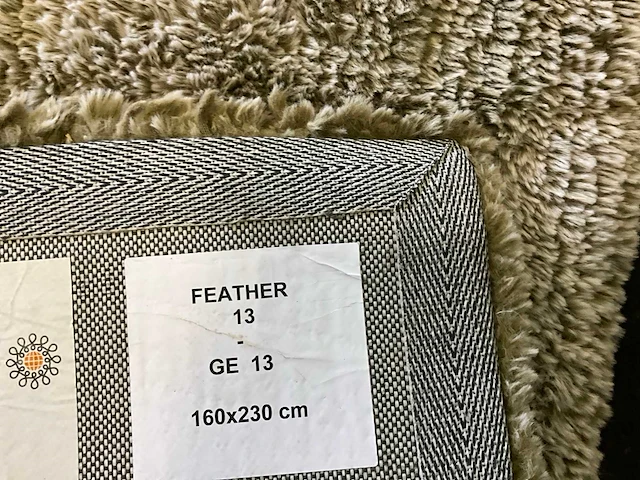 FEATHER
13
-
GE 13
160x230 cm